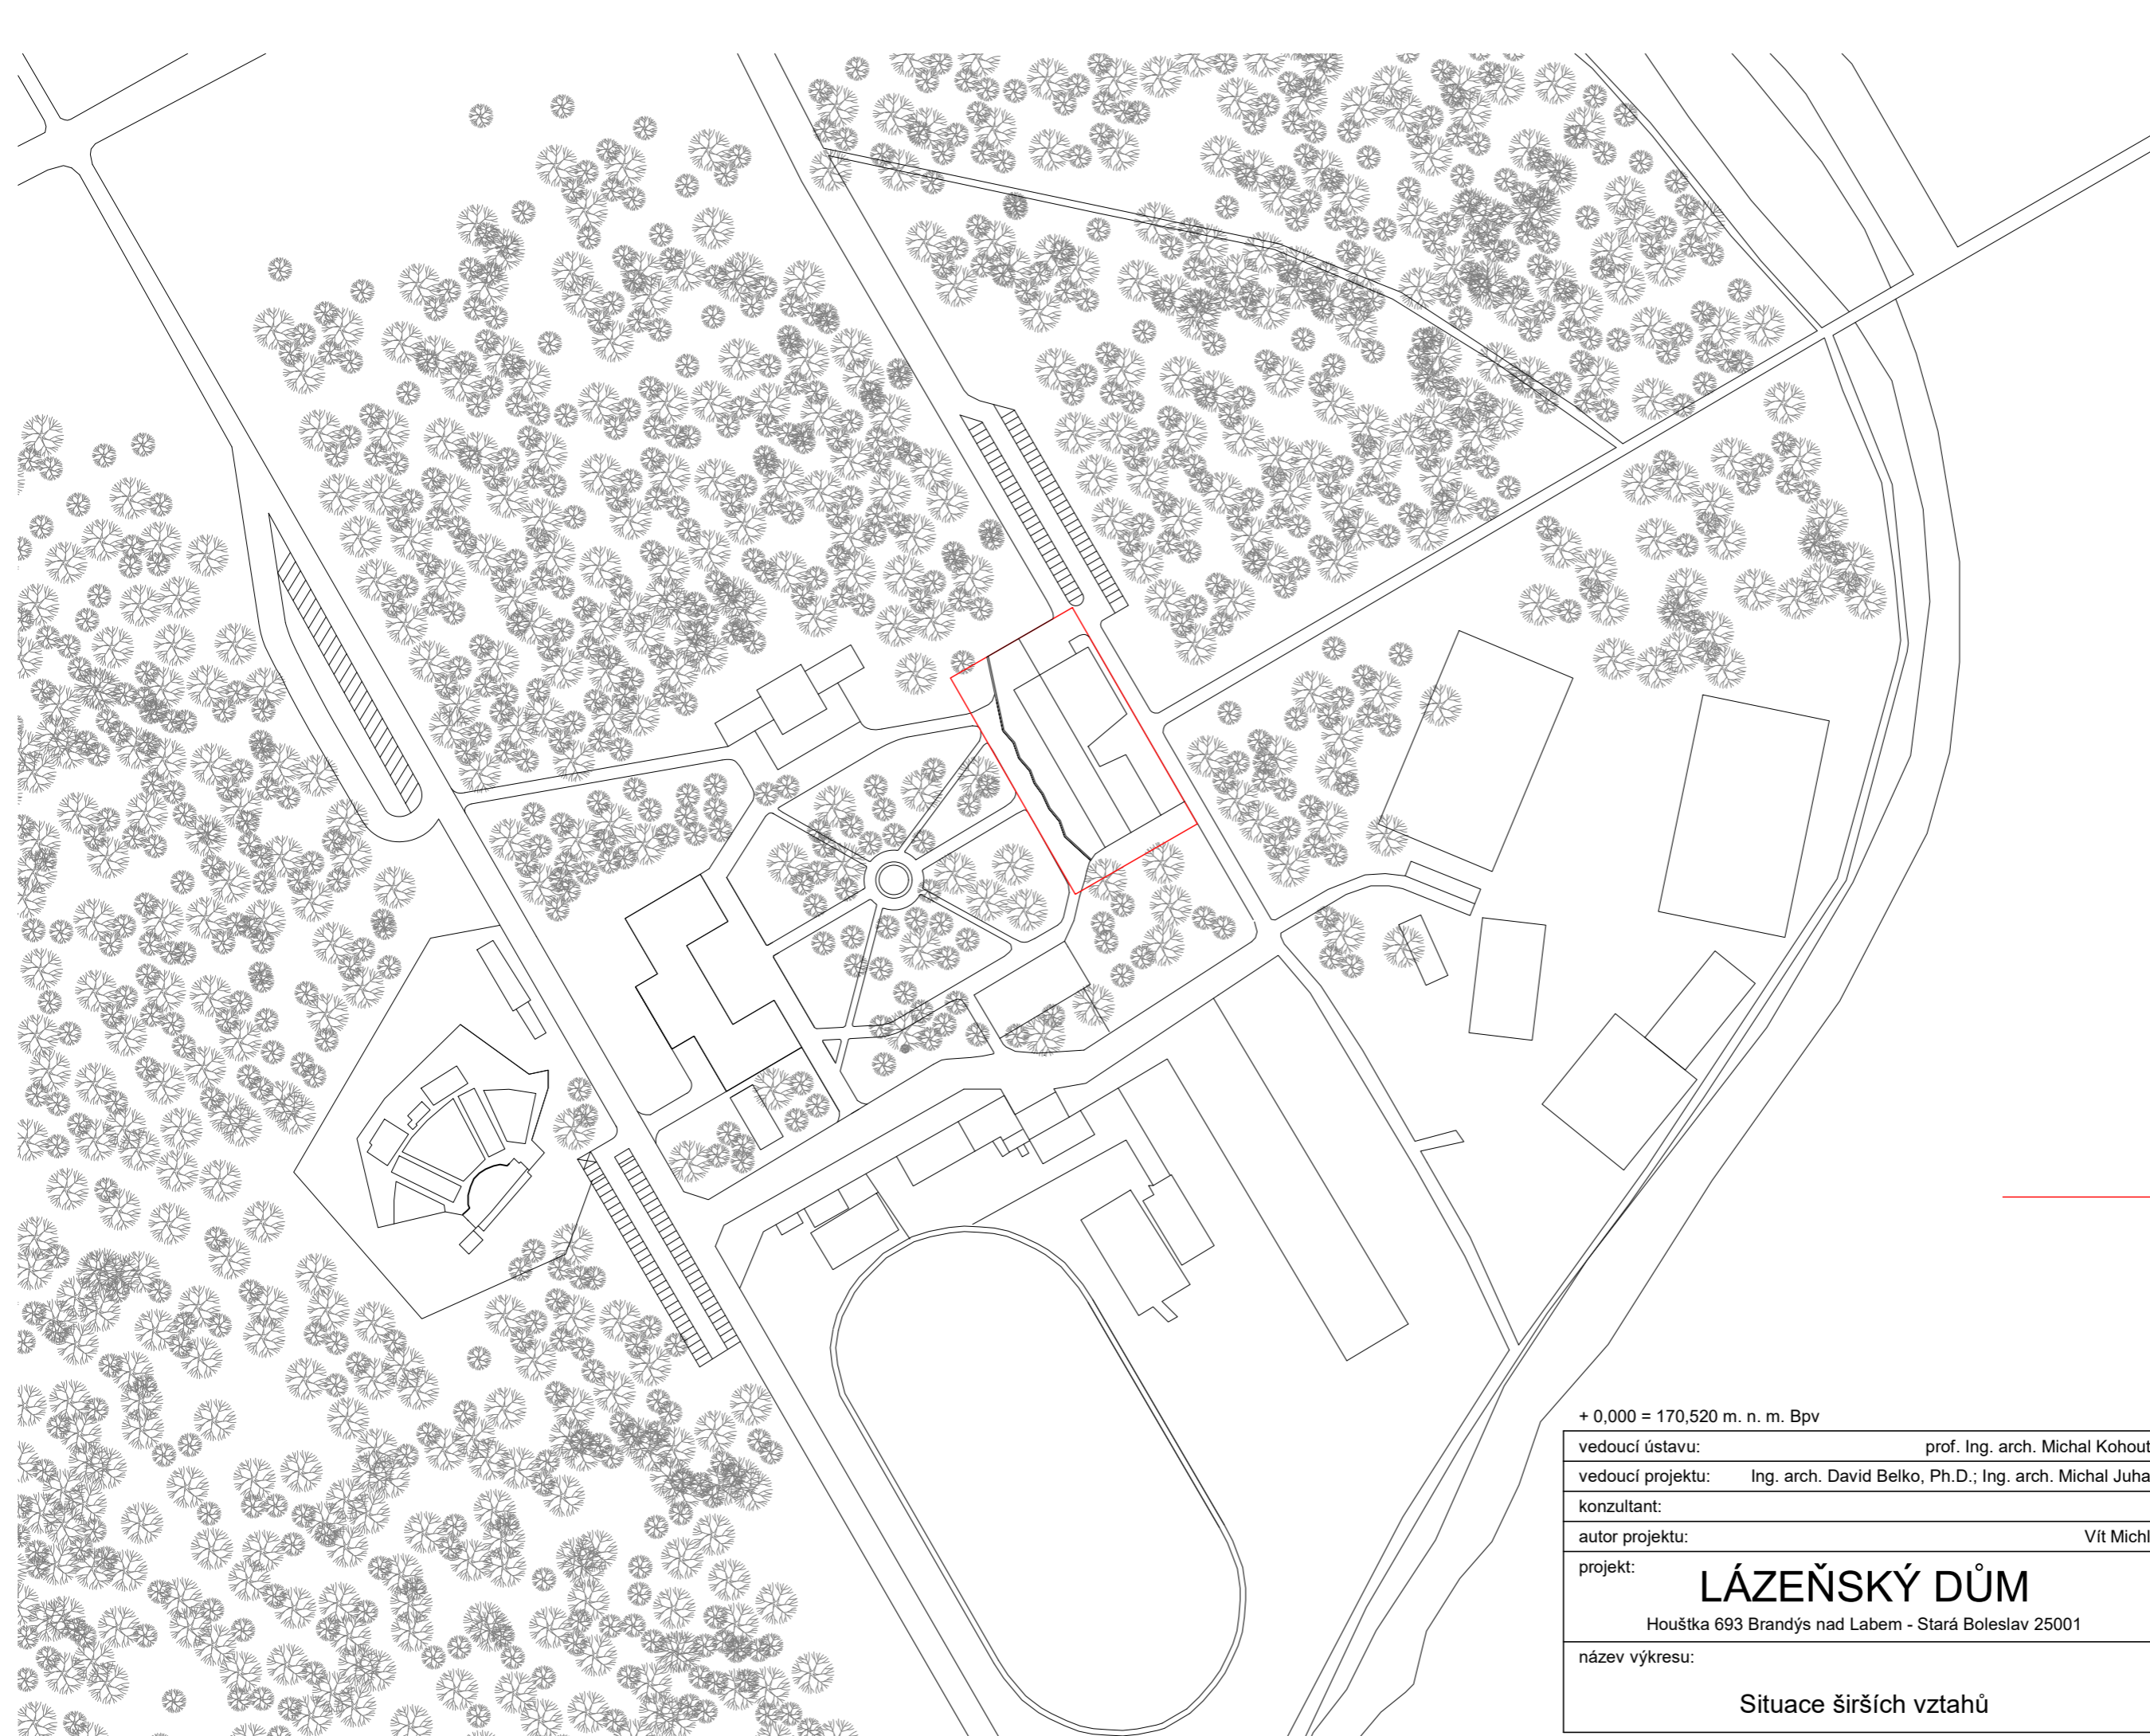 + 0,000 = 170,520 m. n. m. Bpv
vedoucí ústavu: prof. Ing. arch. Michal Kohout
vedoucí projektu: Ing. arch. David Belko, Ph.D.; Ing. arch. Michal Juha
konzultant:
autor projektu: Vít Michl
projekt:
LÁZEŇSKÝ DŮM
Houštka 693 Brandýs nad Labem - Stará Boleslav 25001
název výkresu:
Situace širších vztahů